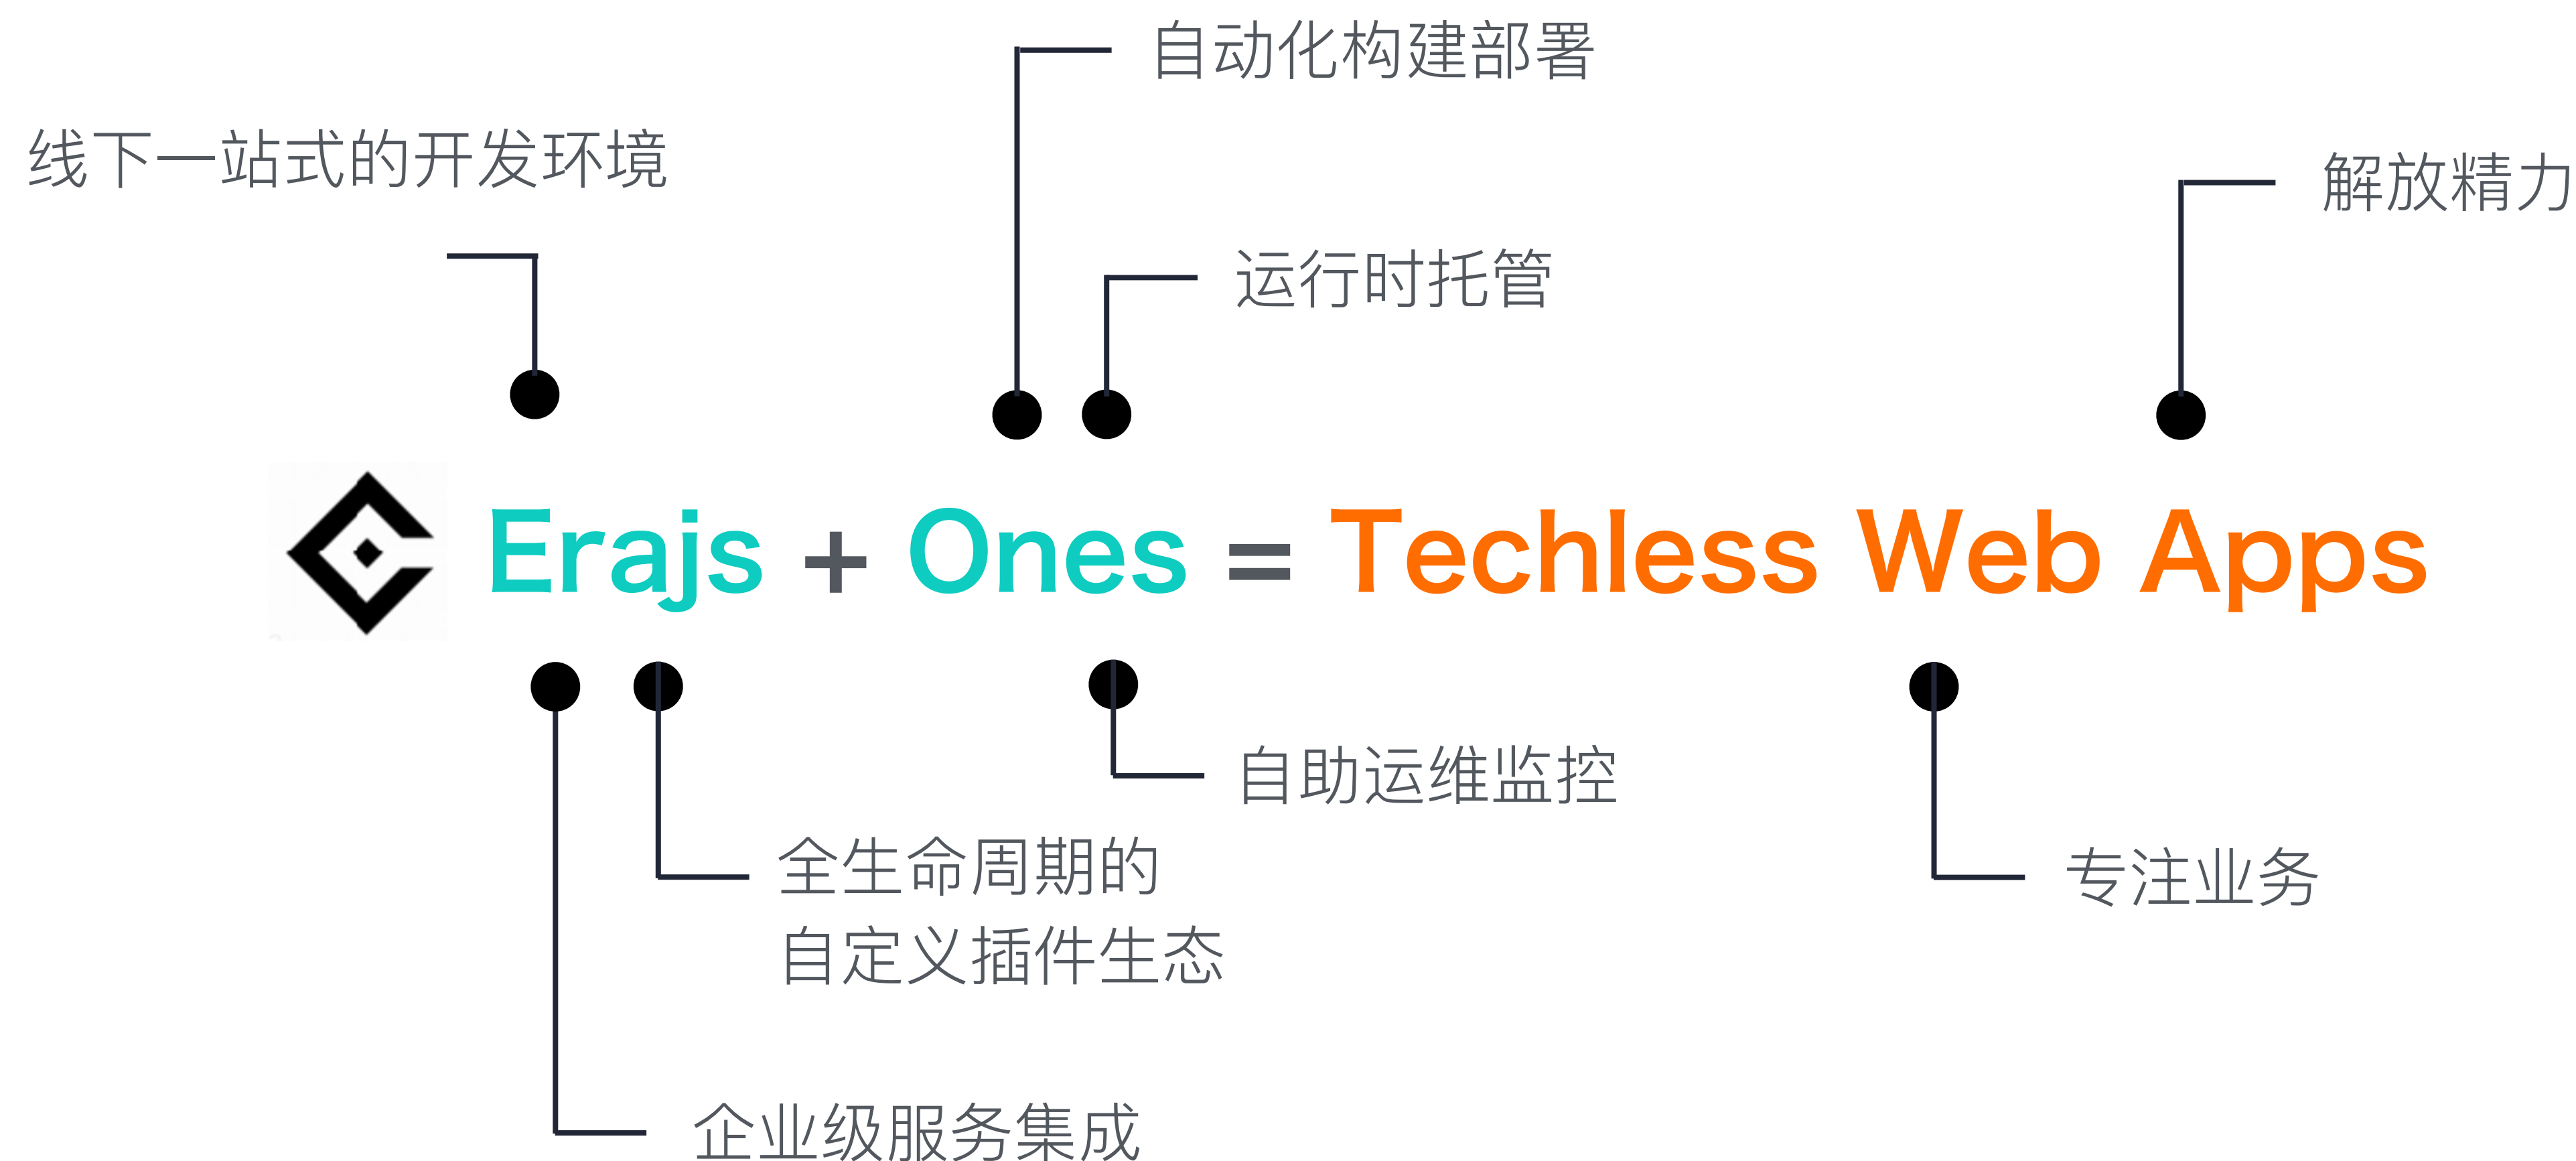 自动化构建部署
线下一站式的开发环境
解放精力
运行时托管
Erajs + Ones = Techless Web Apps
自助运维监控
全生命周期的
自定义插件生态
专注业务
企业级服务集成